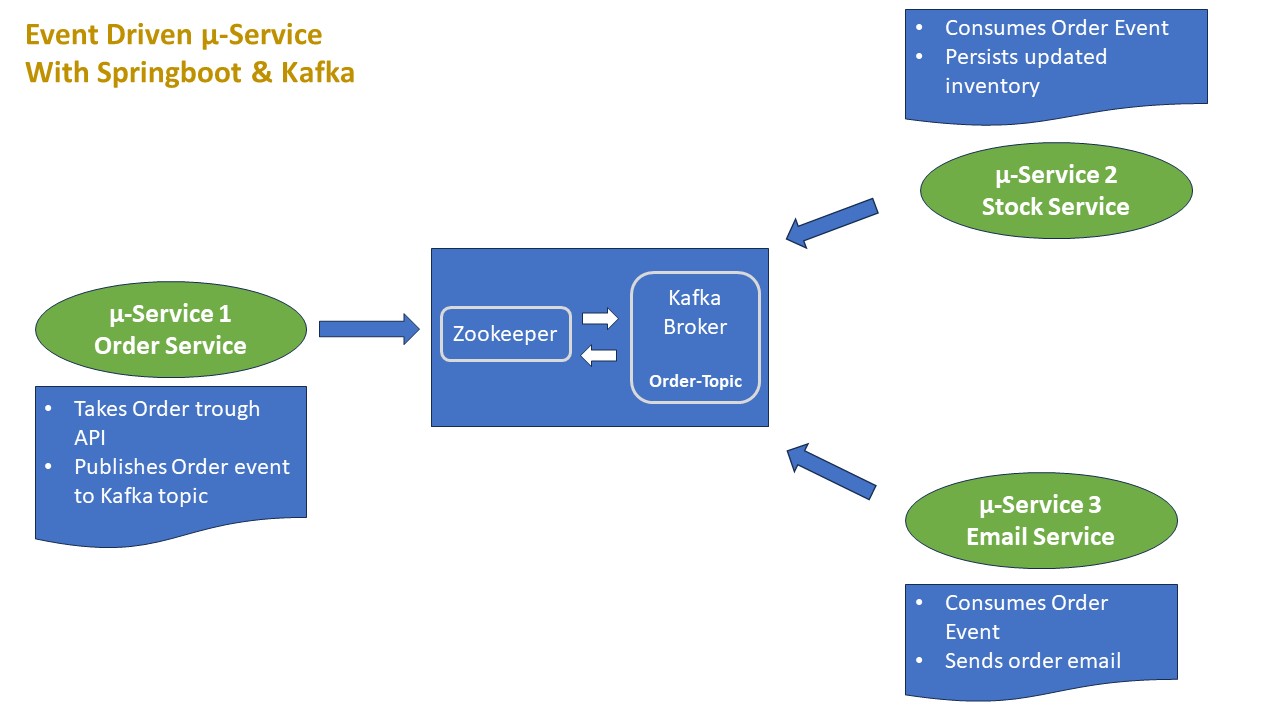 Event Driven µ-Service
With Springboot & Kafka
• Consumes Order Event
• Persists updated
inventory
µ-Service 2
Stock Service
µ-Service 1
Order Service
Zookeeper
Kafka
Broker
Order-Topic
• Takes Order trough
API
• Publishes Order event
to Kafka topic
µ-Service 3
Email Service
• Consumes Order
Event
• Sends order email